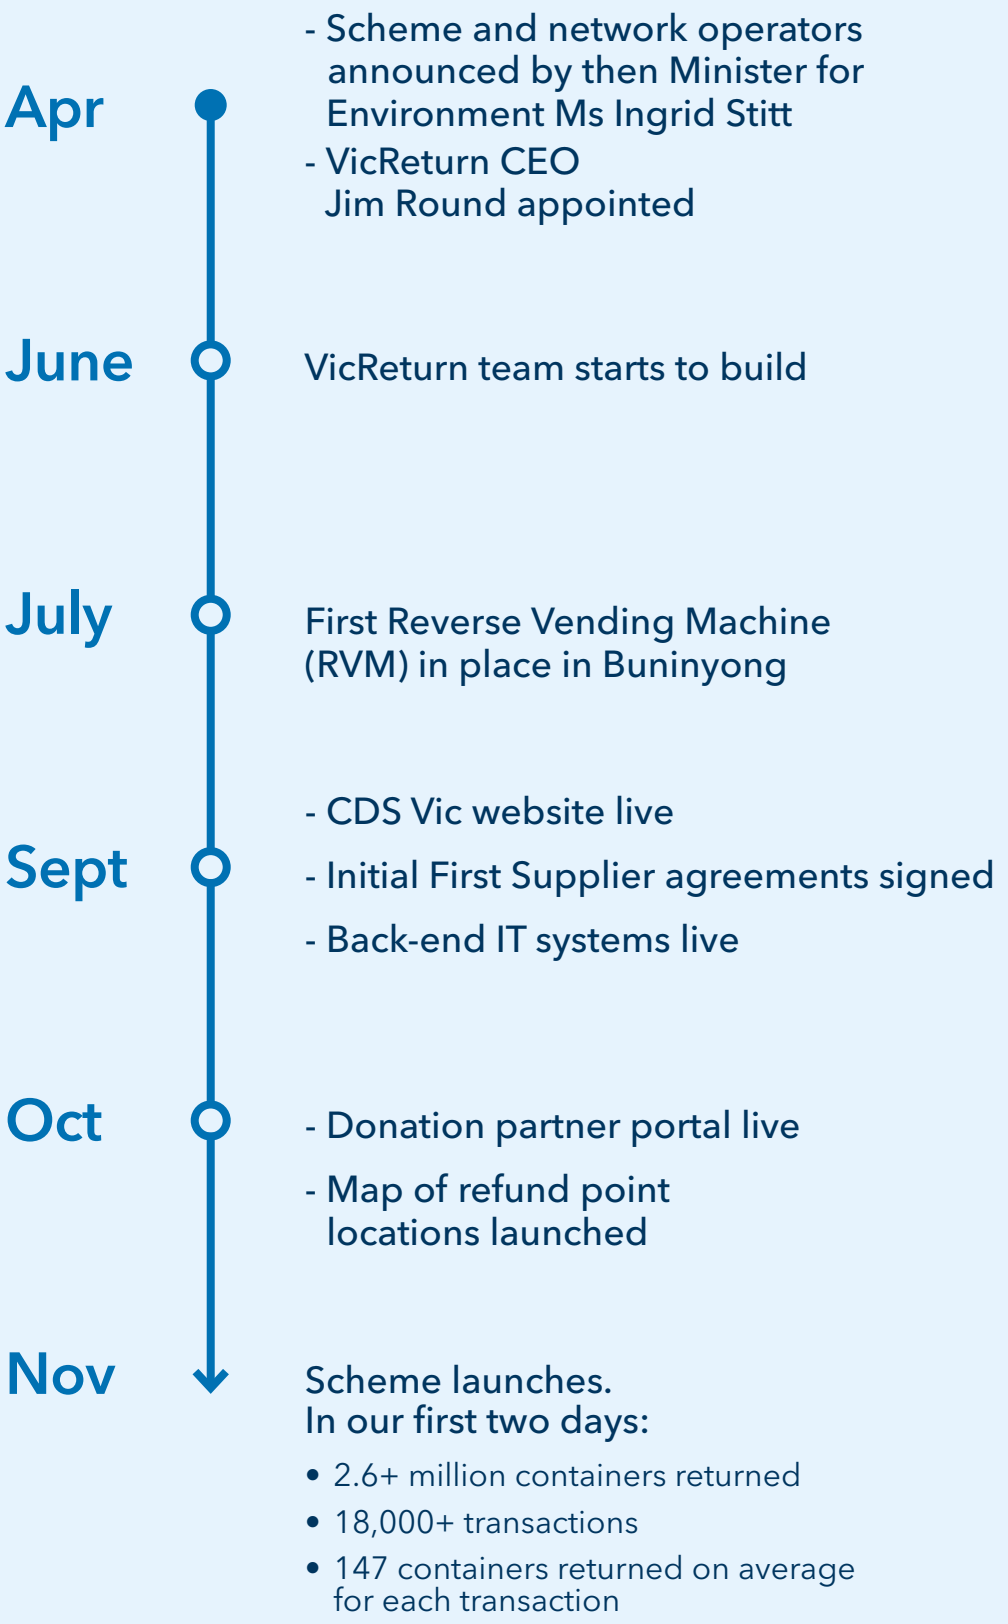 Apr
- Scheme and network operators
announced by then Minister for
Environment Ms Ingrid Stitt
- VicReturn CEO
Jim Round appointed
June
VicReturn team starts to build
July
First Reverse Vending Machine
(RVM) in place in Buninyong
Sept
- CDS Vic website live
- Initial First Supplier agreements signed
- Back-end IT systems live
Oct
- Donation partner portal live
- Map of refund point
locations launched
Nov
Scheme launches.
In our first two days:
• 2.6+ million containers returned
• 18,000+ transactions
• 147 containers returned on average
for each transaction